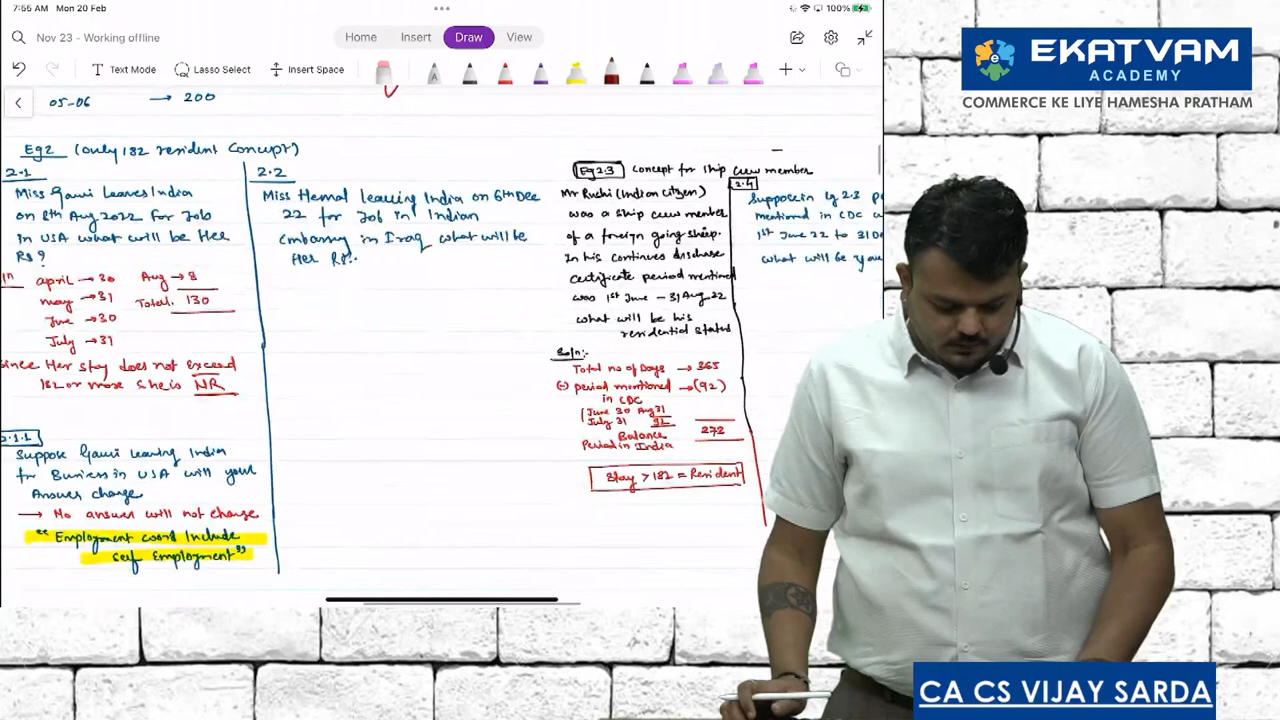 7:55 AM Mon 20 Feb
100%
Nov 23 - Working offline
Home Insert Draw View
Text Mode Lasso Select Insert Space
05-06 → 200
Eg2 (only 182 resident Concept)
2.1
Miss Gauri leaves India
on 8th Aug 2022 For Job
in USA what will be Her
RS?
april → 30 Aug → 8
may → 31 Total. 130
June → 30
July → 31
Since Her stay does not exceed
182 or more she is NR
2.1.1
Suppose Gauri leaving India
for Business in USA will your
Answer change
→ No answer will not change
"Employment word Include
self Employment"
2.2
Miss Hemal leaving India on 6th Dec
22 for Job in Indian
embassy in Iraq what will be
Her RS..
Eg 2.3 Concept for ship crew member
Mr Rushi (Indian Citizen)
was a ship crew member
of a foreign going sheep.
In his continues discharse
certificate period mentioned
was 1st June - 31 Aug 22
what will be his
residential status
Soln:-
Total no of Days → 365
(-) period mentioned → (92)
in CDC
(June 30 Aug 31
July 31 92
Balance 273
Period in India
Stay > 182 = Resident
2.4
Suppose in Eg 2.3 P
mentioned in CDC
1st June 22 to 31 De
what will be you
EKATVAM
ACADEMY
COMMERCE KE LIYE HAMESHA PRATHAM
CA CS VIJAY SARDA